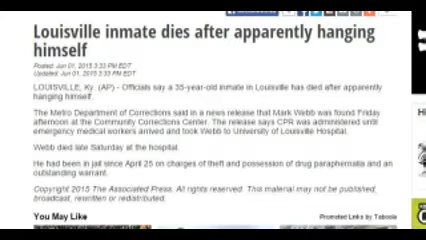 Louisville inmate dies after apparently hanging
himself
Posted: Jun 01, 2015 3:33 PM EDT
Updated: Jun 01, 2015 3:33 PM EDT
LOUISVILLE, Ky. (AP) - Officials say a 35-year-old inmate in Louisville has died after apparently
hanging himself.
The Metro Department of Corrections said in a news release that Mark Webb was found Friday
afternoon at the Community Corrections Center. The release says CPR was administered until
emergency medical workers arrived and took Webb to University of Louisville Hospital.
Webb died late Saturday at the hospital.
He had been in jail since April 25 on charges of theft and possession of drug paraphernalia and an
outstanding warrant.
Copyright 2015 The Associated Press. All rights reserved. This material may not be published,
broadcast, rewritten or redistributed.
You May Like
Promoted Links by Taboola